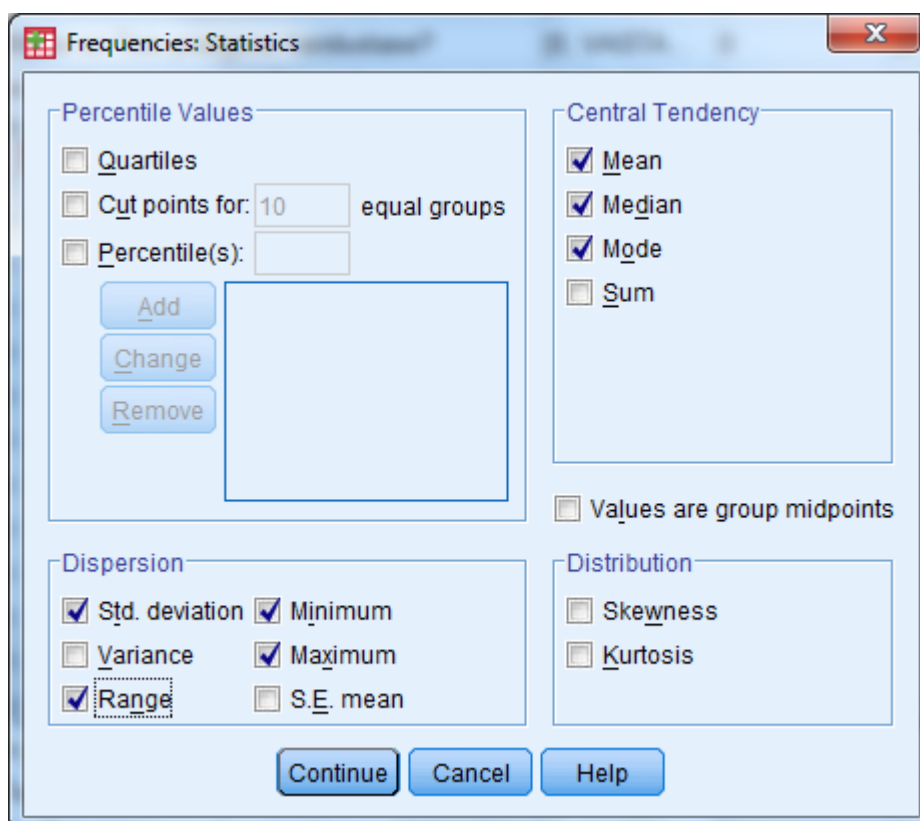 Frequencies: Statistics
Percentile Values
Quartiles
Cut points for: 10 equal groups
Percentile(s):
Add
Change
Remove
Central Tendency
Mean
Median
Mode
Sum
Values are group midpoints
Dispersion
Std. deviation Minimum
Variance Maximum
Range S.E. mean
Distribution
Skewness
Kurtosis
Continue Cancel Help